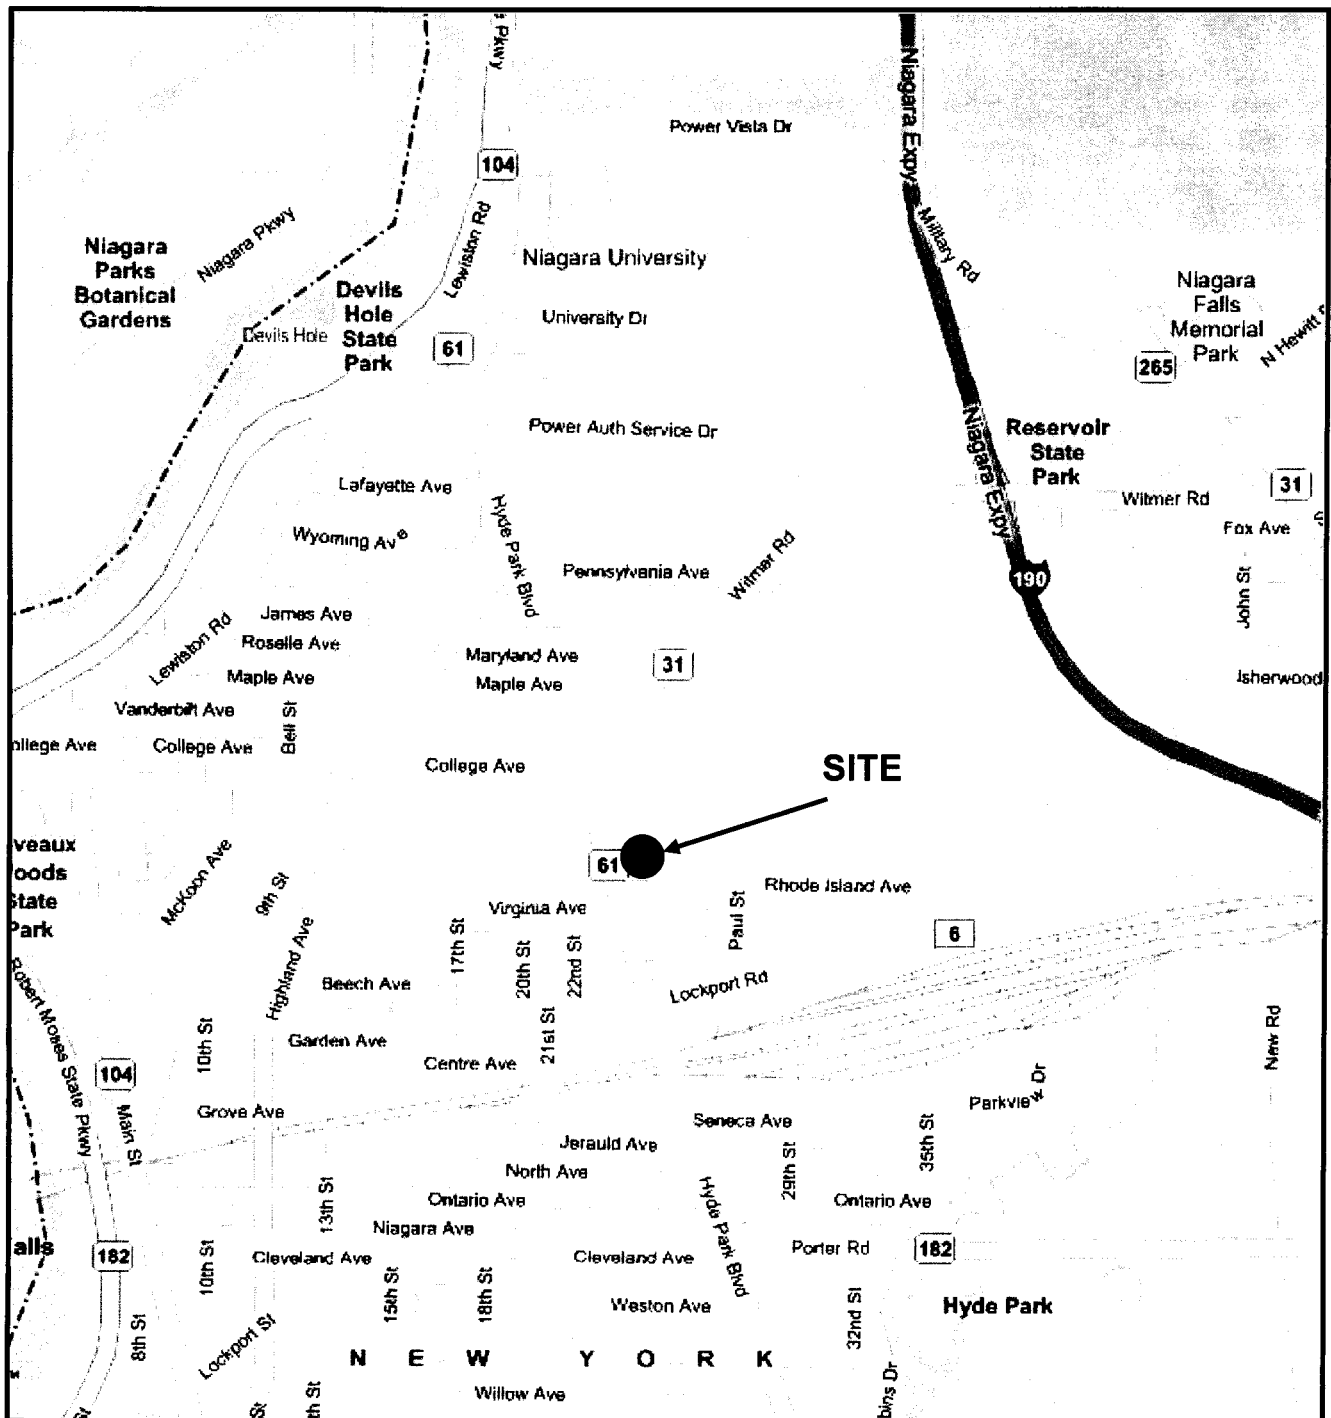 Pkwy
Niagara Expy
Power Vista Dr
104
Lewiston Rd
Military Rd
Niagara Pkwy
Niagara
Parks
Botanical
Gardens
Niagara University
Devils
Hole
State
Park
Devils Hole
University Dr
61
Niagara
Falls
Memorial
Park
N Hewitt
265
Niagara Expy
Reservoir
State
Park
Power Auth Service Dr
Lafayette Ave
Hyde Park Blvd
Witmer Rd
31
Fox Ave
Wyoming Ave
Witmer Rd
Pennsylvania Ave
190
John St
James Ave
Lewiston Rd
Roselle Ave
Maryland Ave
31
Maple Ave
Maple Ave
Isherwood
Vanderbilt Ave
Bell St
ollege Ave
College Ave
College Ave
SITE
veaux
oods
State
Park
McKoon Ave
61
9th St
Rhode Island Ave
Virginia Ave
Paul St
Highland Ave
17th St
20th St
22nd St
6
Beech Ave
Lockport Rd
Robert Moses State Pkwy
10th St
Garden Ave
21st St
Centre Ave
New Rd
104
Main St
Grove Ave
Parkview Dr
Seneca Ave
Jerauld Ave
29th St
35th St
North Ave
13th St
Ontario Ave
Hyde Park Blvd
Ontario Ave
Niagara Ave
alls
182
10th St
Cleveland Ave
Cleveland Ave
Porter Rd
182
15th St
18th St
Weston Ave
32nd St
Hyde Park
8th St
Lockport St
NEW YORK
Willow Ave
bins Dr
St
St
th St